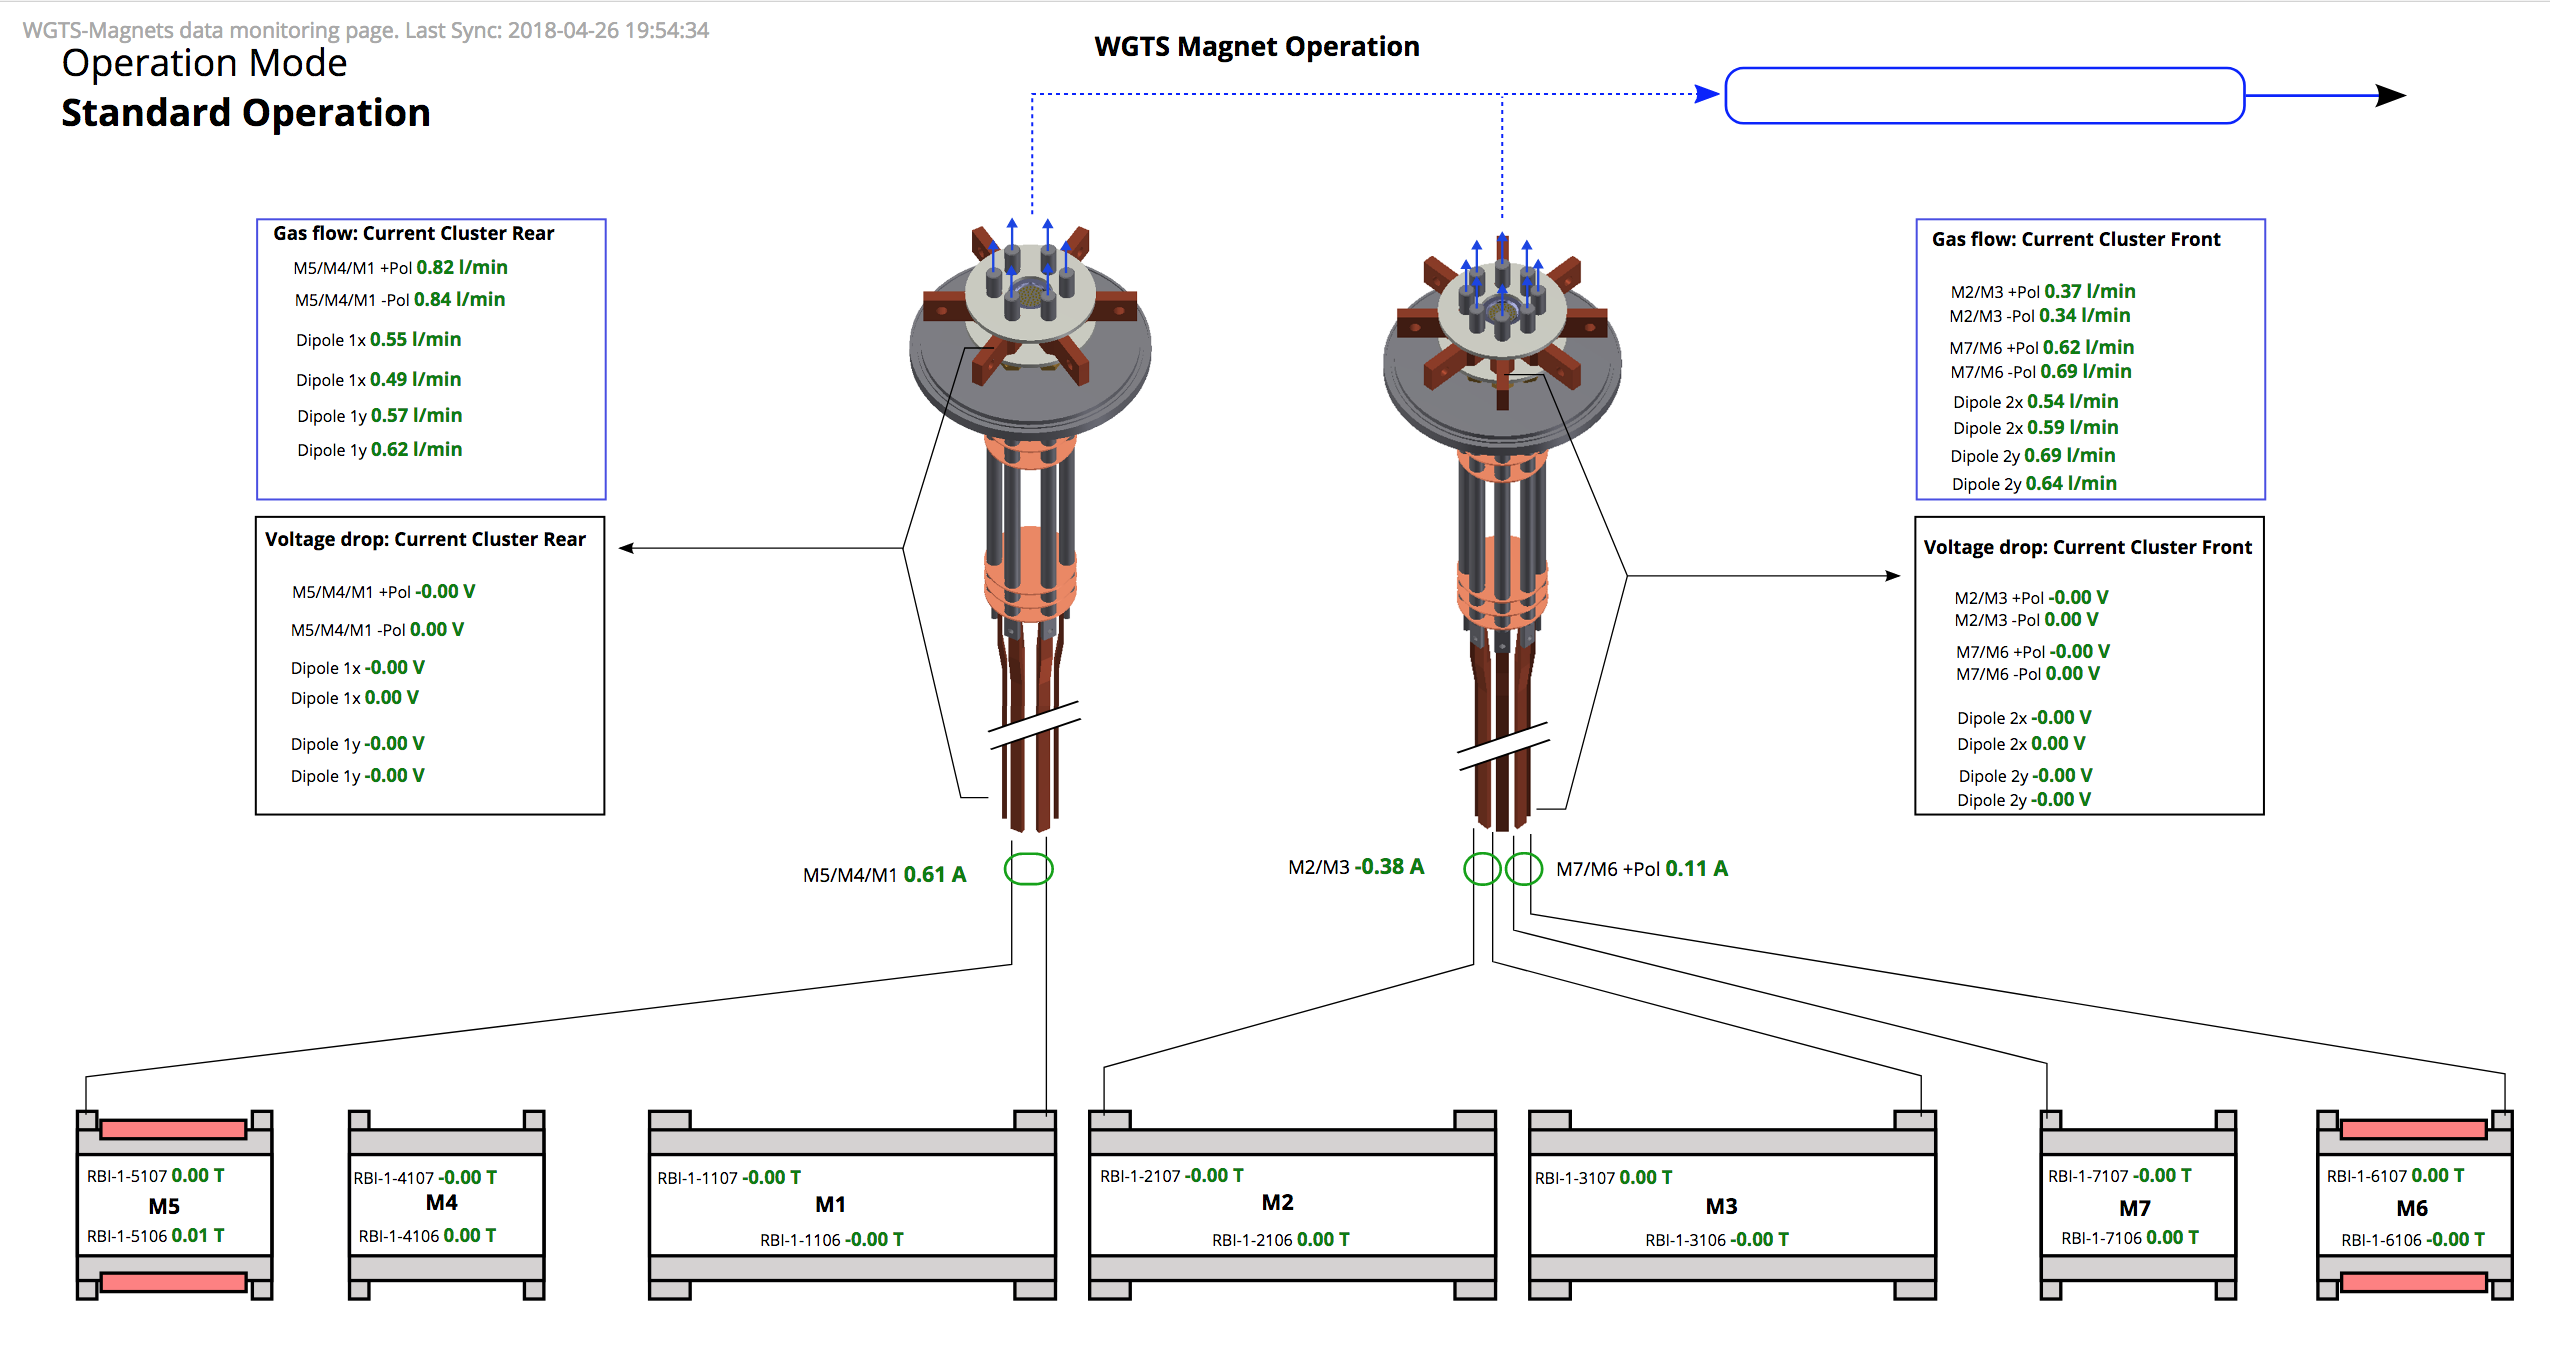 WGTS-Magnets data monitoring page. Last Sync: 2018-04-26 19:54:34
Operation Mode
Standard Operation
WGTS Magnet Operation
Gas flow: Current Cluster Rear
M5/M4/M1 +Pol 0.82 l/min
M5/M4/M1 -Pol 0.84 l/min
Dipole 1x 0.55 l/min
Dipole 1x 0.49 l/min
Dipole 1y 0.57 l/min
Dipole 1y 0.62 l/min
Gas flow: Current Cluster Front
M2/M3 +Pol 0.37 l/min
M2/M3 -Pol 0.34 l/min
M7/M6 +Pol 0.62 l/min
M7/M6 -Pol 0.69 l/min
Dipole 2x 0.54 l/min
Dipole 2x 0.59 l/min
Dipole 2y 0.69 l/min
Dipole 2y 0.64 l/min
Voltage drop: Current Cluster Rear
M5/M4/M1 +Pol -0.00 V
M5/M4/M1 -Pol 0.00 V
Dipole 1x -0.00 V
Dipole 1x 0.00 V
Dipole 1y -0.00 V
Dipole 1y -0.00 V
Voltage drop: Current Cluster Front
M2/M3 +Pol -0.00 V
M2/M3 -Pol 0.00 V
M7/M6 +Pol -0.00 V
M7/M6 -Pol 0.00 V
Dipole 2x -0.00 V
Dipole 2x 0.00 V
Dipole 2y -0.00 V
Dipole 2y -0.00 V
M5/M4/M1 0.61 A
M2/M3 -0.38 A
M7/M6 +Pol 0.11 A
RBI-1-5107 0.00 T
M5
RBI-1-5106 0.01 T
RBI-1-4107 -0.00 T
M4
RBI-1-4106 0.00 T
RBI-1-1107 -0.00 T
M1
RBI-1-1106 -0.00 T
RBI-1-2107 -0.00 T
M2
RBI-1-2106 0.00 T
RBI-1-3107 0.00 T
M3
RBI-1-3106 -0.00 T
RBI-1-7107 -0.00 T
M7
RBI-1-7106 0.00 T
RBI-1-6107 0.00 T
M6
RBI-1-6106 -0.00 T